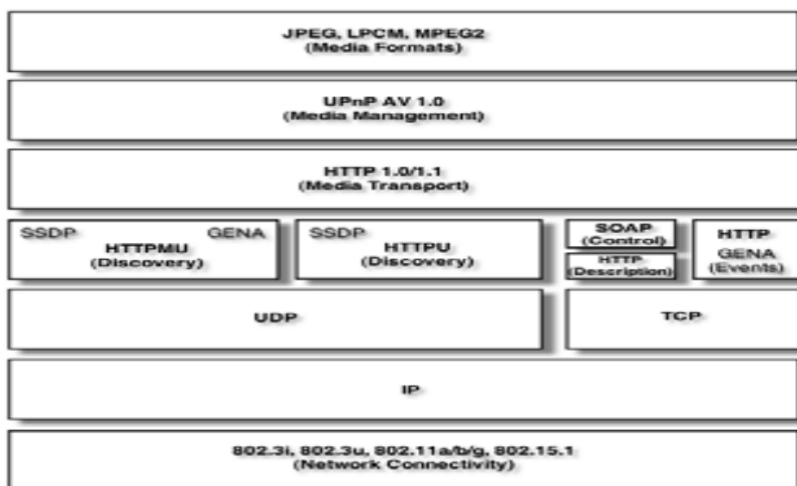 JPEG, LPCM, MPEG2
(Media Formats)
UPnP AV 1.0
(Media Management)
HTTP 1.0/1.1
(Media Transport)
SSDP GENA
HTTPMU
(Discovery)
SSDP
HTTPU
(Discovery)
SOAP
(Control)
HTTP
(Description)
HTTP
GENA
(Events)
UDP
TCP
IP
802.3i, 802.3u, 802.11a/b/g, 802.15.1
(Network Connectivity)